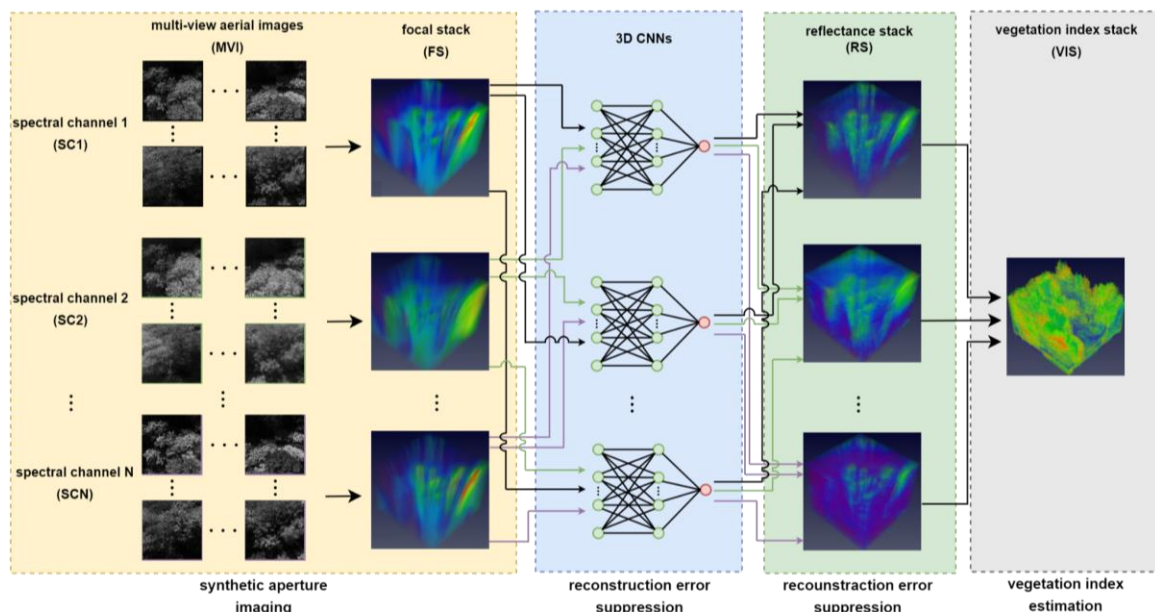 multi-view aerial images
(MVI)
focal stack
(FS)
3D CNNs
reflectance stack
(RS)
vegetation index stack
(VIS)
spectral channel 1
(SC1)
spectral channel 2
(SC2)
spectral channel N
(SCN)
synthetic aperture
imaging
reconstruction error
suppression
recounstraction error
suppression
vegetation index
estimation